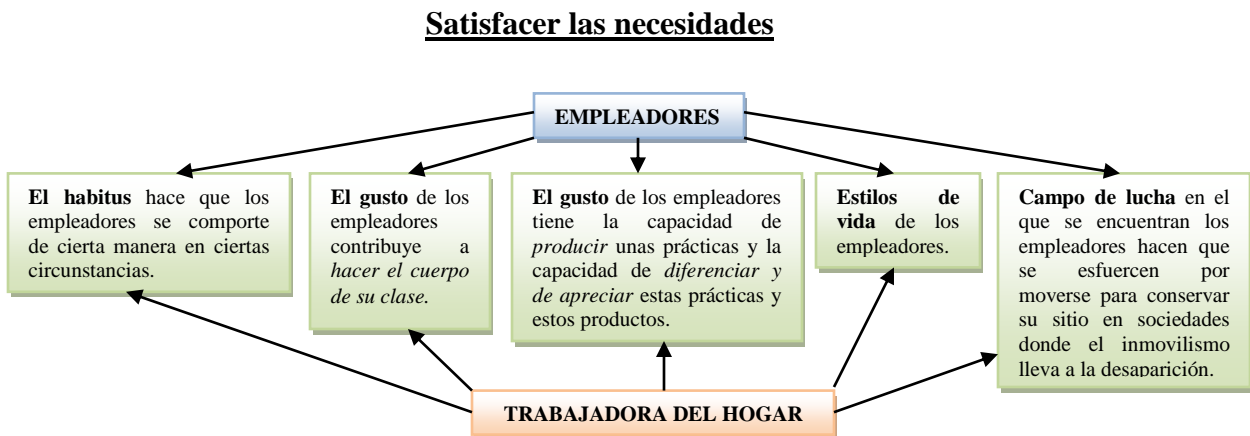 Satisfacer las necesidades
EMPLEADORES
El habitus hace que los
empleadores se comporte
de cierta manera en ciertas
circunstancias.
El gusto de los
empleadores
contribuye a
hacer el cuerpo
de su clase.
El gusto de los empleadores
tiene la capacidad de
producir unas prácticas y la
capacidad de diferenciar y
de apreciar estas prácticas y
estos productos.
Estilos de
vida de los
empleadores.
Campo de lucha en el
que se encuentran los
empleadores hacen que
se esfuercen por
moverse para conservar
su sitio en sociedades
donde el inmovilismo
lleva a la desaparición.
TRABAJADORA DEL HOGAR